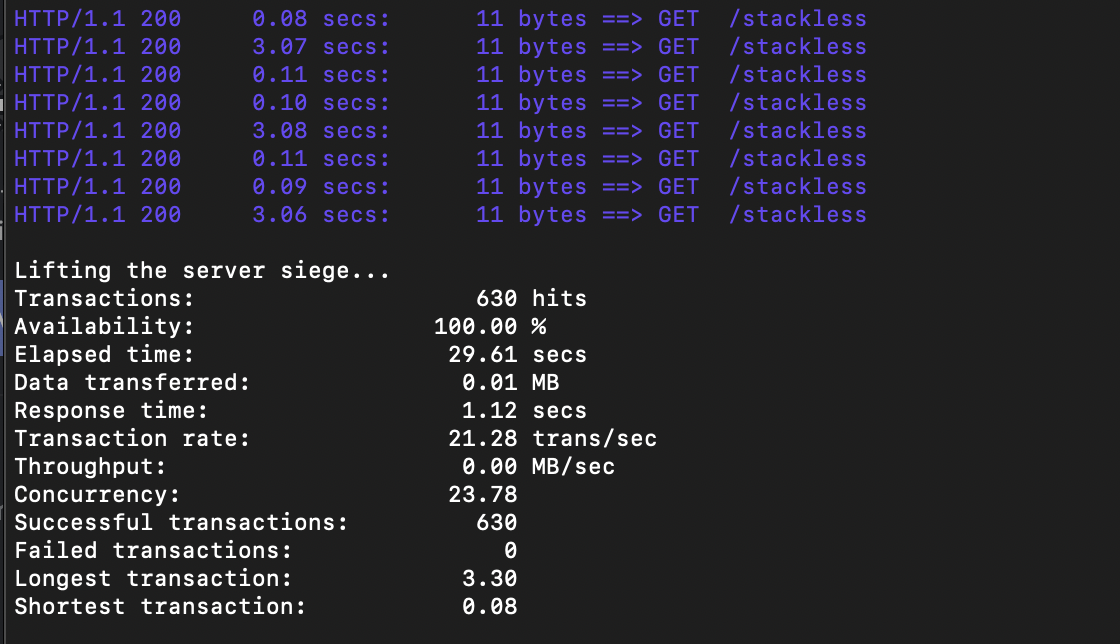 HTTP/1.1 200     0.08 secs:      11 bytes ==> GET  /stackless
HTTP/1.1 200     3.07 secs:      11 bytes ==> GET  /stackless
HTTP/1.1 200     0.11 secs:      11 bytes ==> GET  /stackless
HTTP/1.1 200     0.10 secs:      11 bytes ==> GET  /stackless
HTTP/1.1 200     3.08 secs:      11 bytes ==> GET  /stackless
HTTP/1.1 200     0.11 secs:      11 bytes ==> GET  /stackless
HTTP/1.1 200     0.09 secs:      11 bytes ==> GET  /stackless
HTTP/1.1 200     3.06 secs:      11 bytes ==> GET  /stackless
Lifting the server siege...
Transactions:                    630 hits
Availability:                 100.00 %
Elapsed time:                  29.61 secs
Data transferred:               0.01 MB
Response time:                  1.12 secs
Transaction rate:              21.28 trans/sec
Throughput:                     0.00 MB/sec
Concurrency:                   23.78
Successful transactions:         630
Failed transactions:               0
Longest transaction:            3.30
Shortest transaction:           0.08